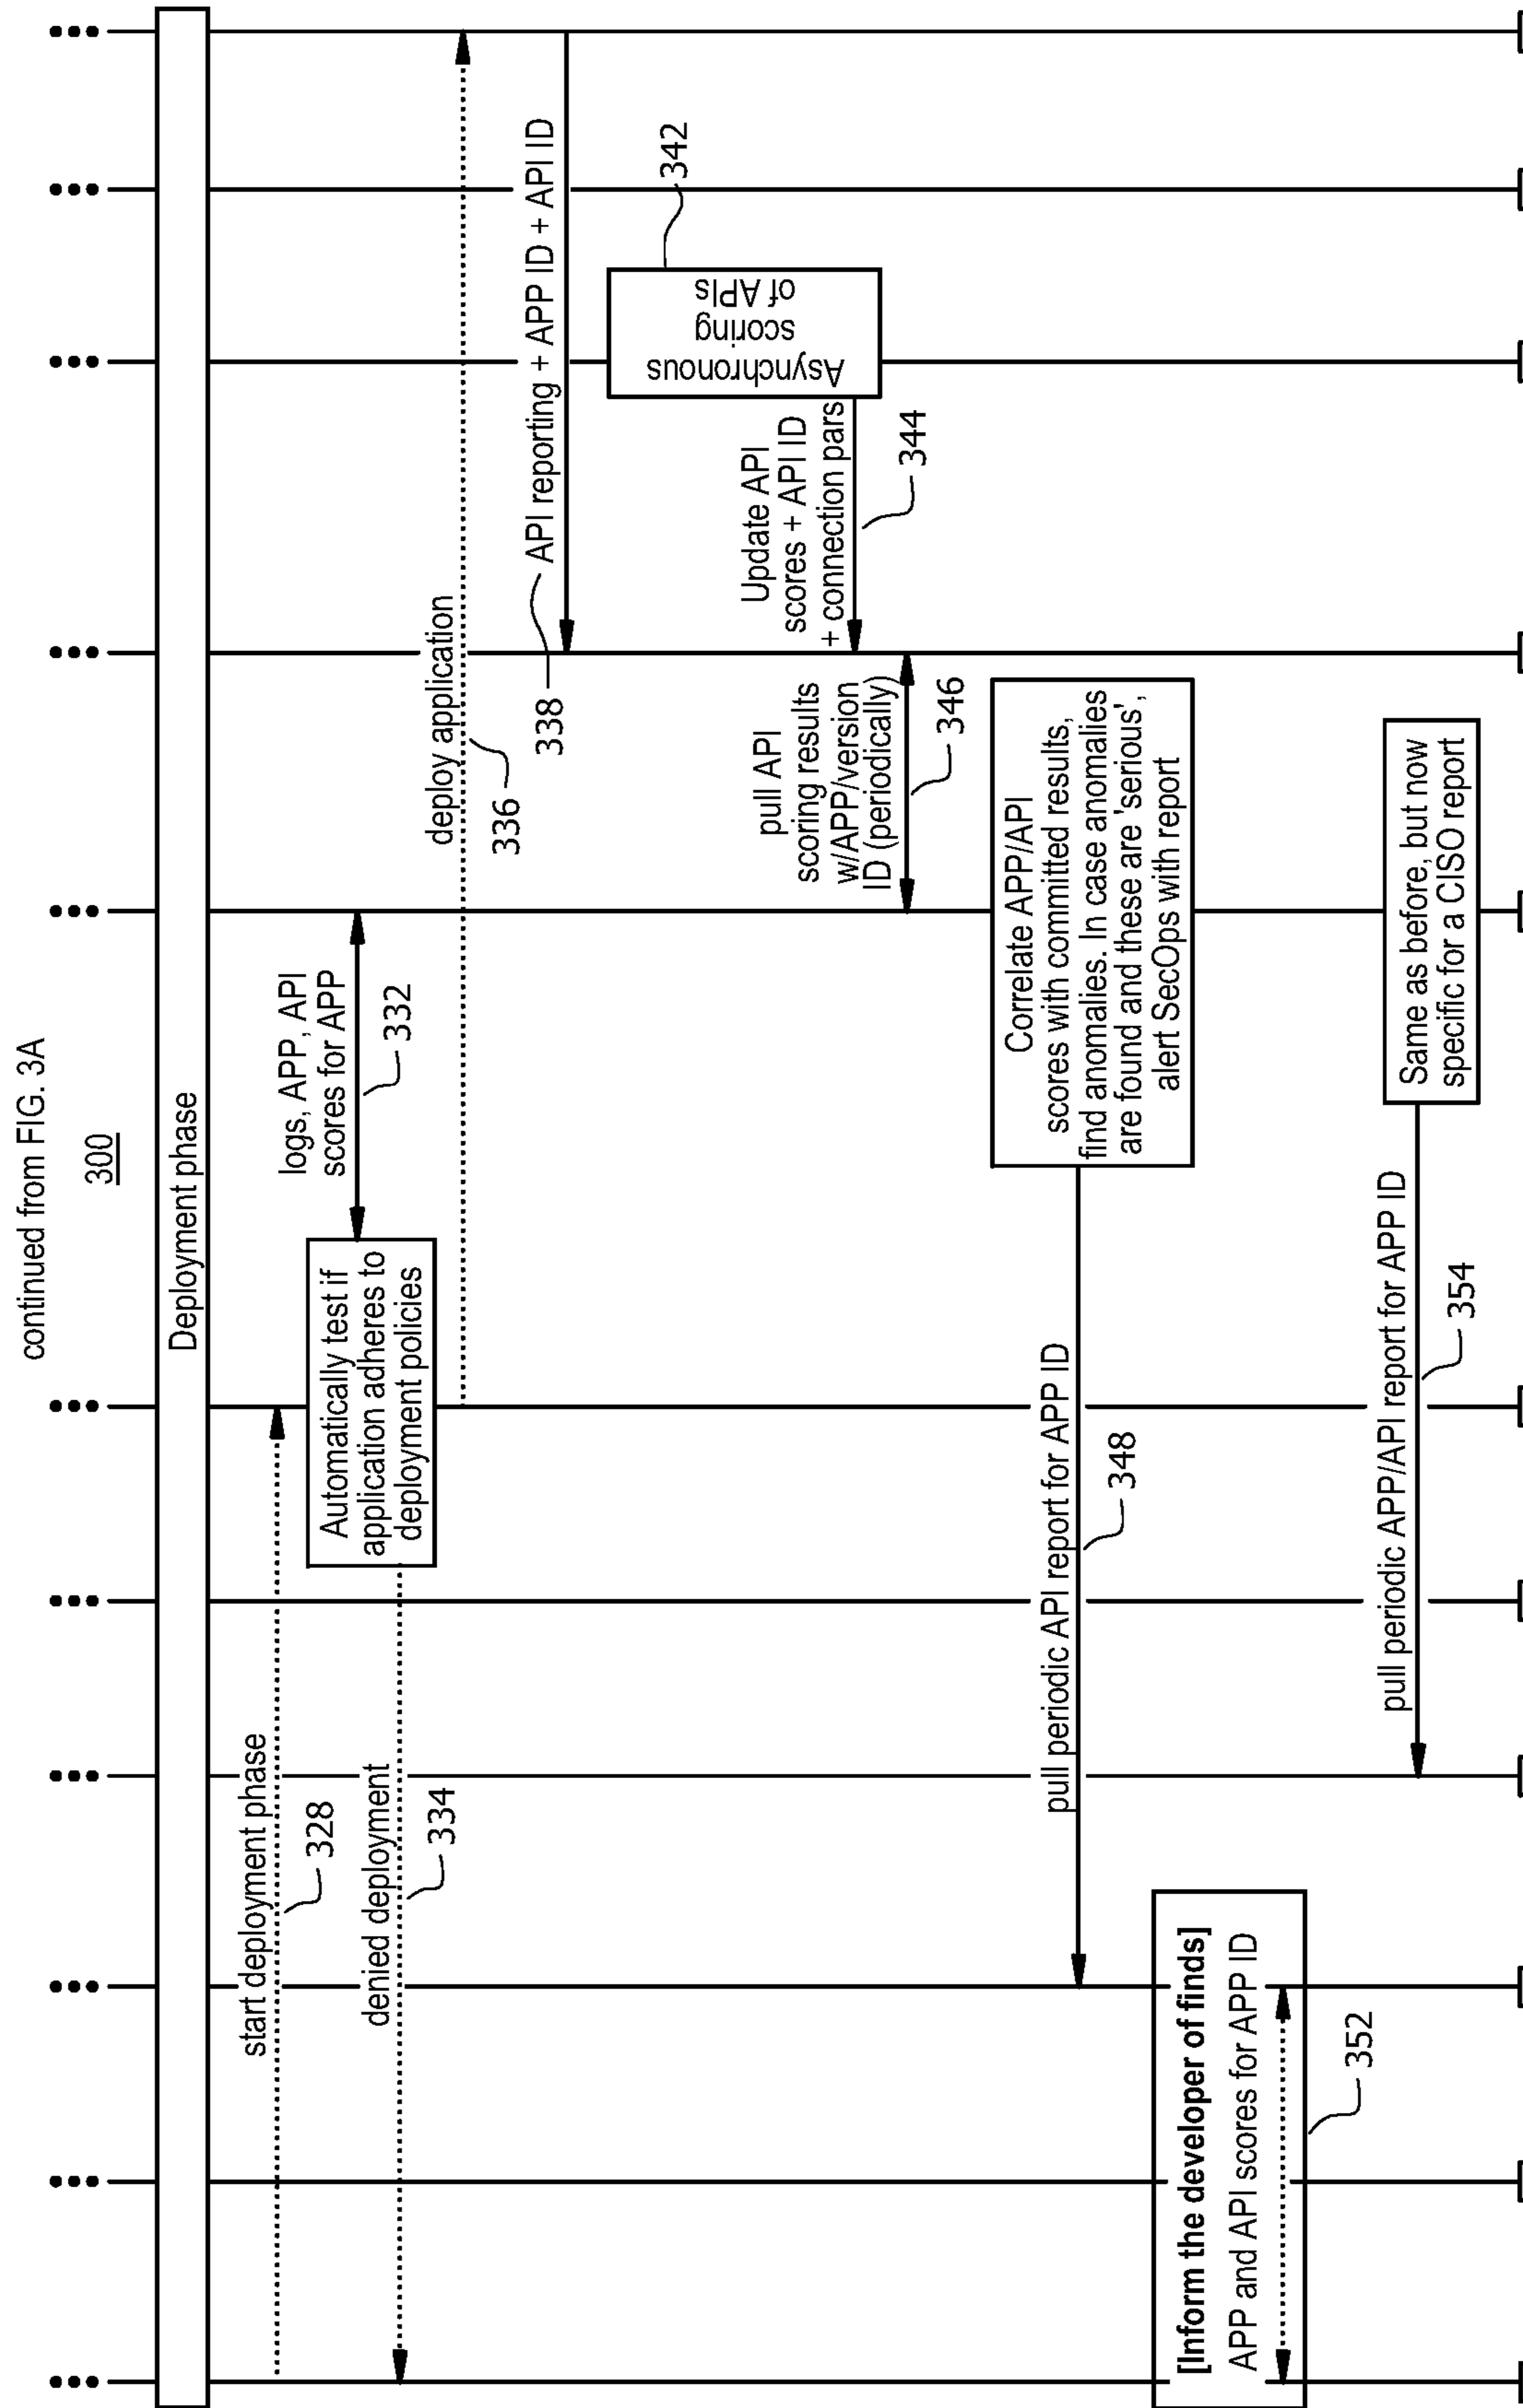 continued from FIG. 3A
300
Deployment phase
start deployment phase
328
Automatically test if
application adheres to
deployment policies
logs, APP, API
scores for APP
332
denied deployment
334
deploy application
336
API reporting + APP ID + API ID
338
Asynchronous
scoring
of APIs
342
Update API
scores + API ID
+ connection pars
344
pull API
scoring results
w/APP/version
ID (periodically)
346
Correlate APP/API
scores with committed results,
find anomalies. In case anomalies
are found and these are 'serious',
alert SecOps with report
pull periodic API report for APP ID
348
[Inform the developer of finds]
APP and API scores for APP ID
352
Same as before, but now
specific for a CISO report
pull periodic APP/API report for APP ID
354